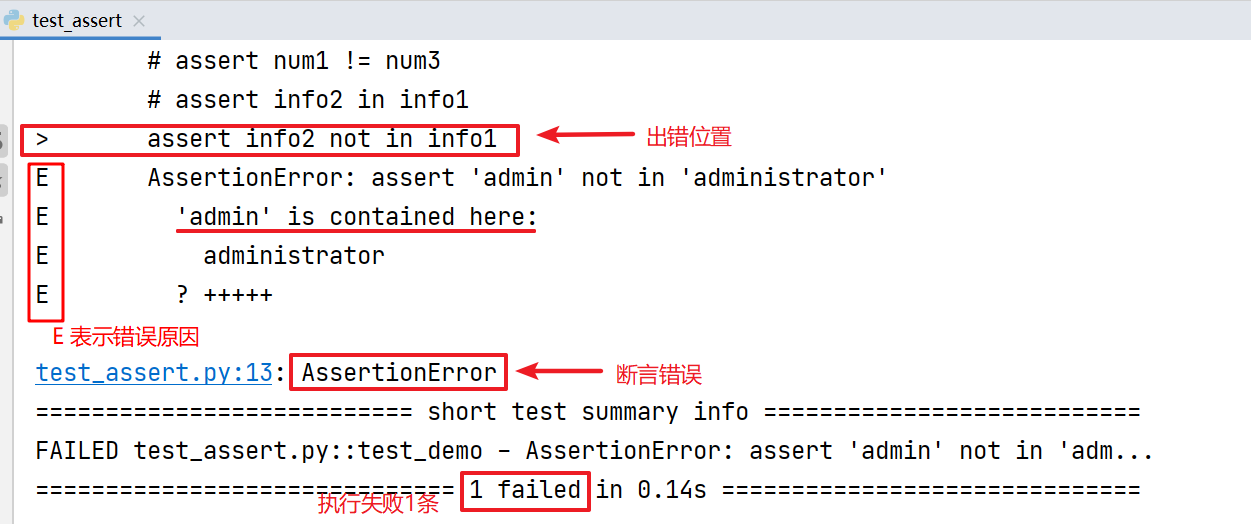 test_assert ×
# assert num1 != num3
# assert info2 in info1
> assert info2 not in info1 出错位置
E AssertionError: assert 'admin' not in 'administrator'
E 'admin' is contained here:
E administrator
E ? +++++
E 表示错误原因
test_assert.py:13: AssertionError 断言错误
=========================== short test summary info ===========================
FAILED test_assert.py::test_demo - AssertionError: assert 'admin' not in 'adm...
============================== 1 failed in 0.14s ==============================
执行失败1条